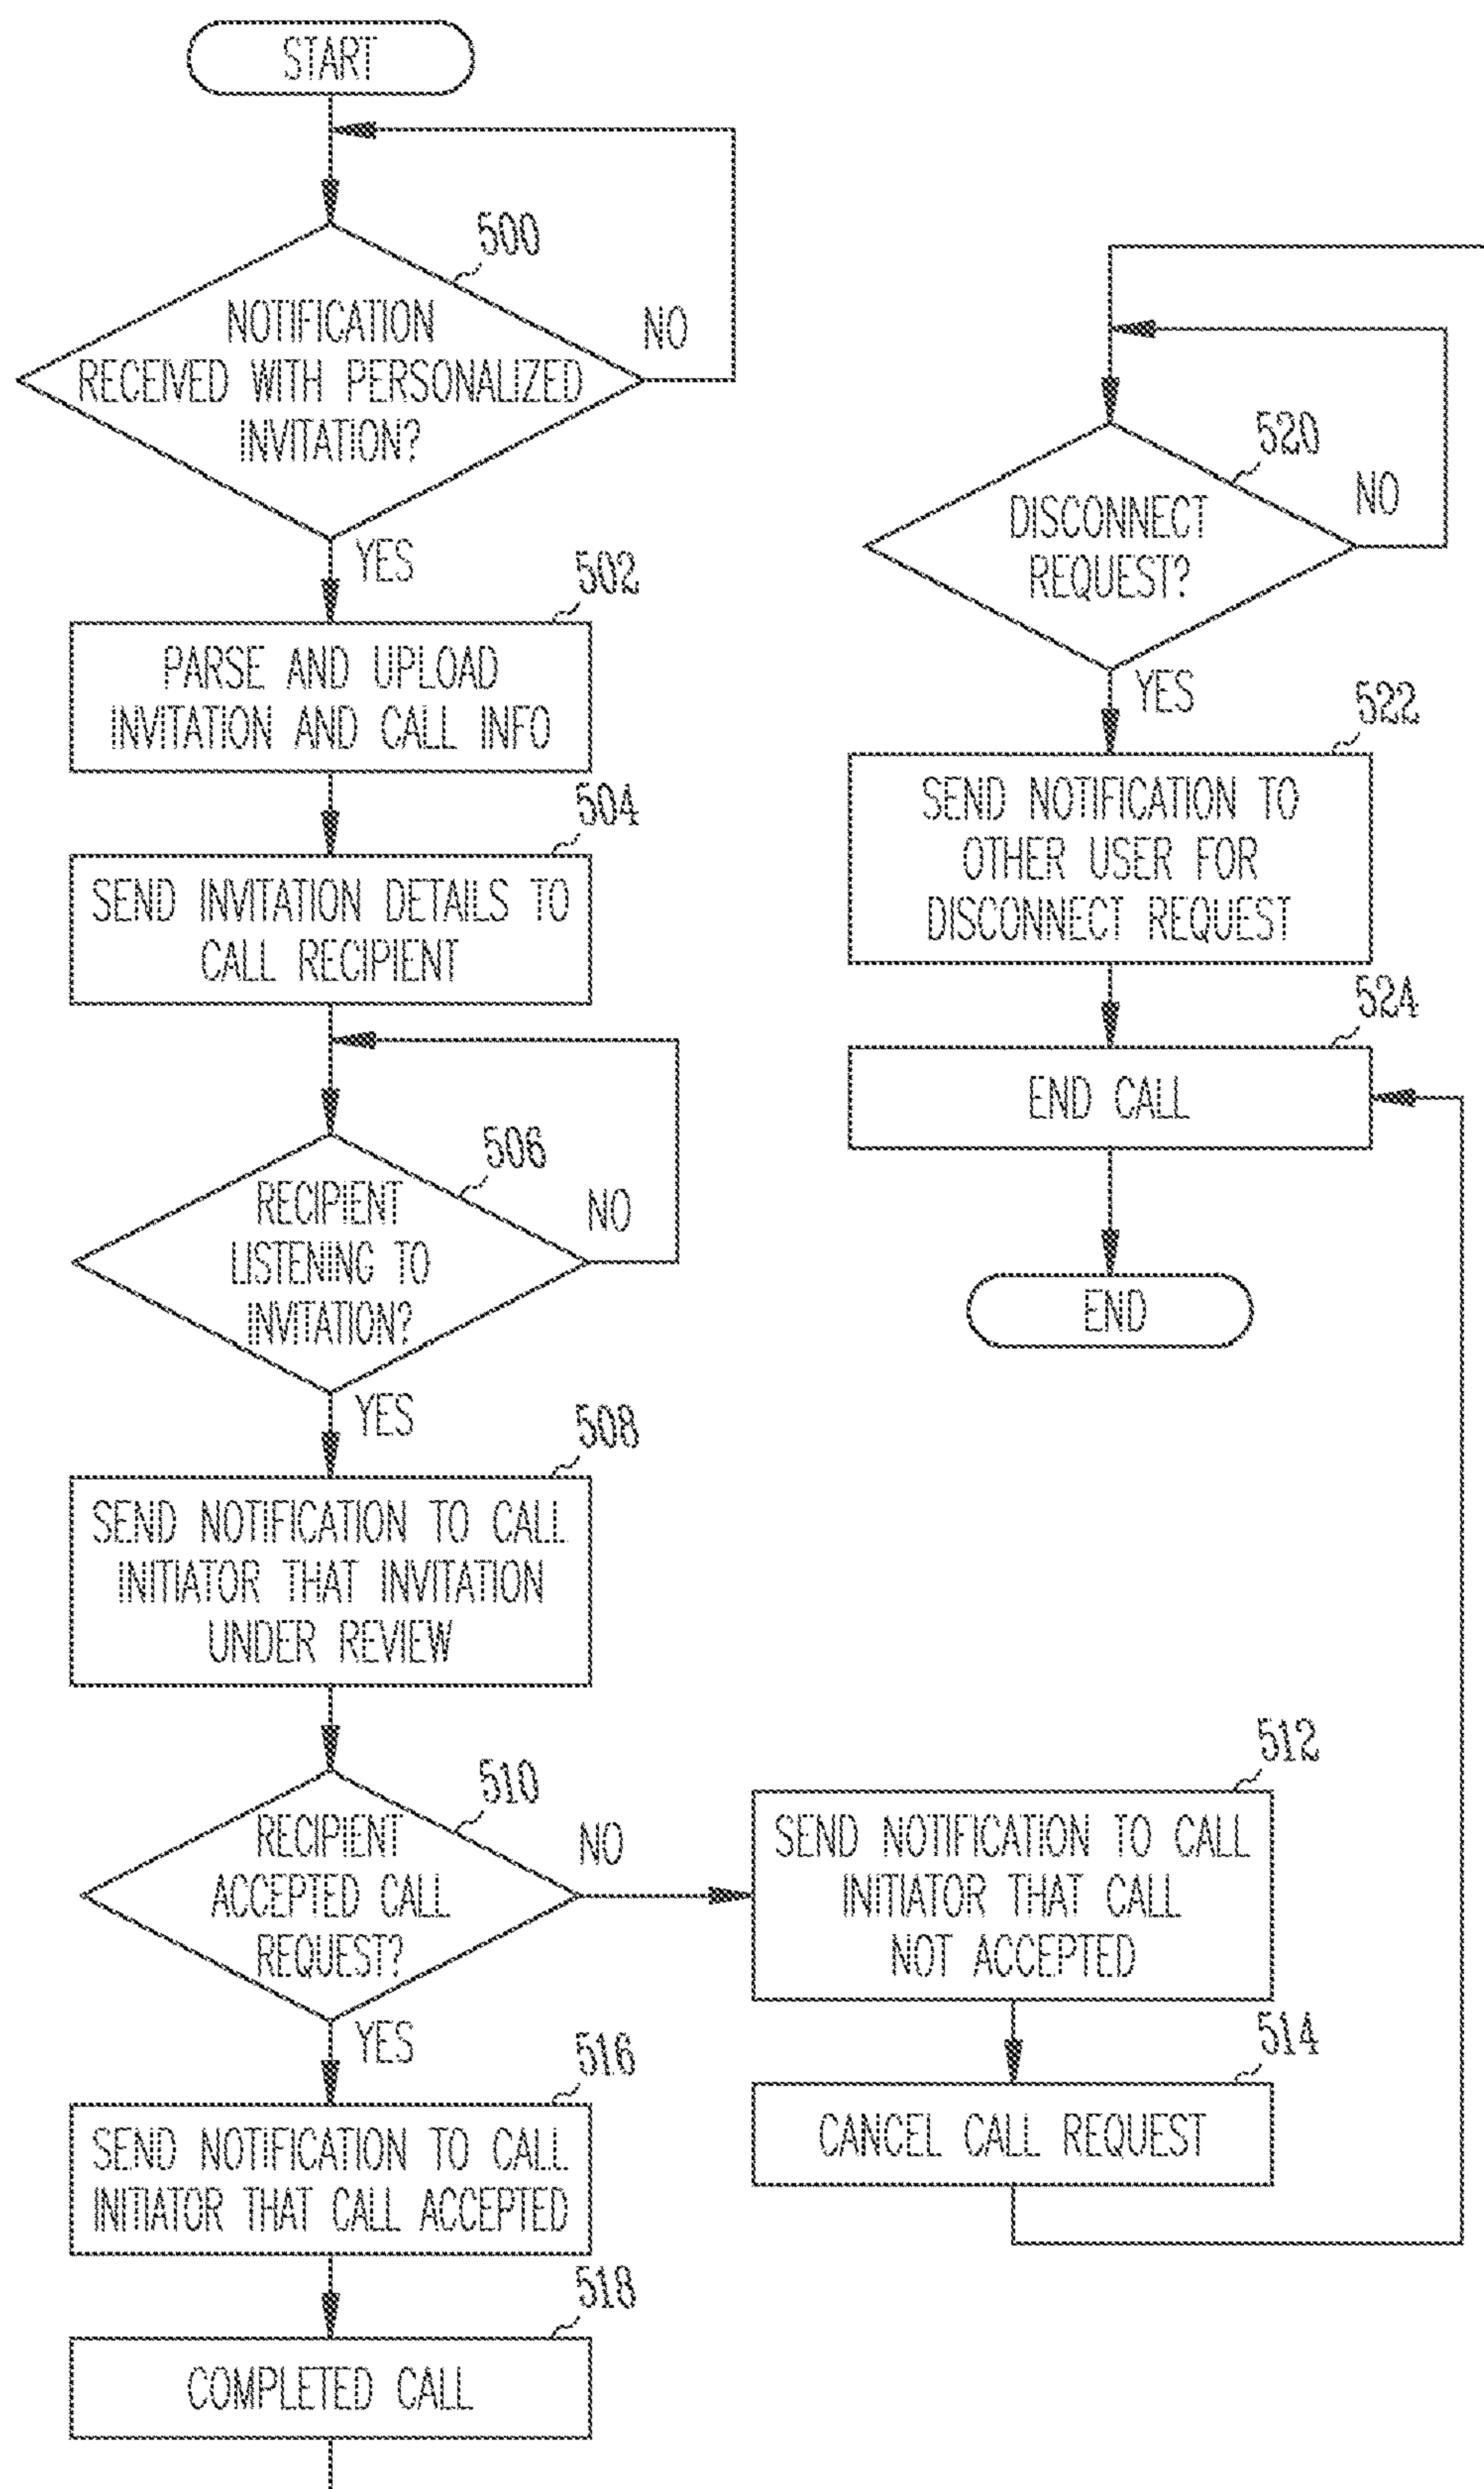 START
500
NOTIFICATION
RECEIVED WITH PERSONALIZED
INVITATION?
NO
YES
502
PARSE AND UPLOAD
INVITATION AND CALL INFO
504
SEND INVITATION DETAILS TO
CALL RECIPIENT
506
RECIPIENT
LISTENING TO
INVITATION?
NO
YES
508
SEND NOTIFICATION TO CALL
INITIATOR THAT INVITATION
UNDER REVIEW
510
RECIPIENT
ACCEPTED CALL
REQUEST?
NO
YES
512
SEND NOTIFICATION TO CALL
INITIATOR THAT CALL
NOT ACCEPTED
514
CANCEL CALL REQUEST
516
SEND NOTIFICATION TO CALL
INITIATOR THAT CALL ACCEPTED
518
COMPLETED CALL
520
DISCONNECT
REQUEST?
NO
YES
522
SEND NOTIFICATION TO
OTHER USER FOR
DISCONNECT REQUEST
524
END CALL
END